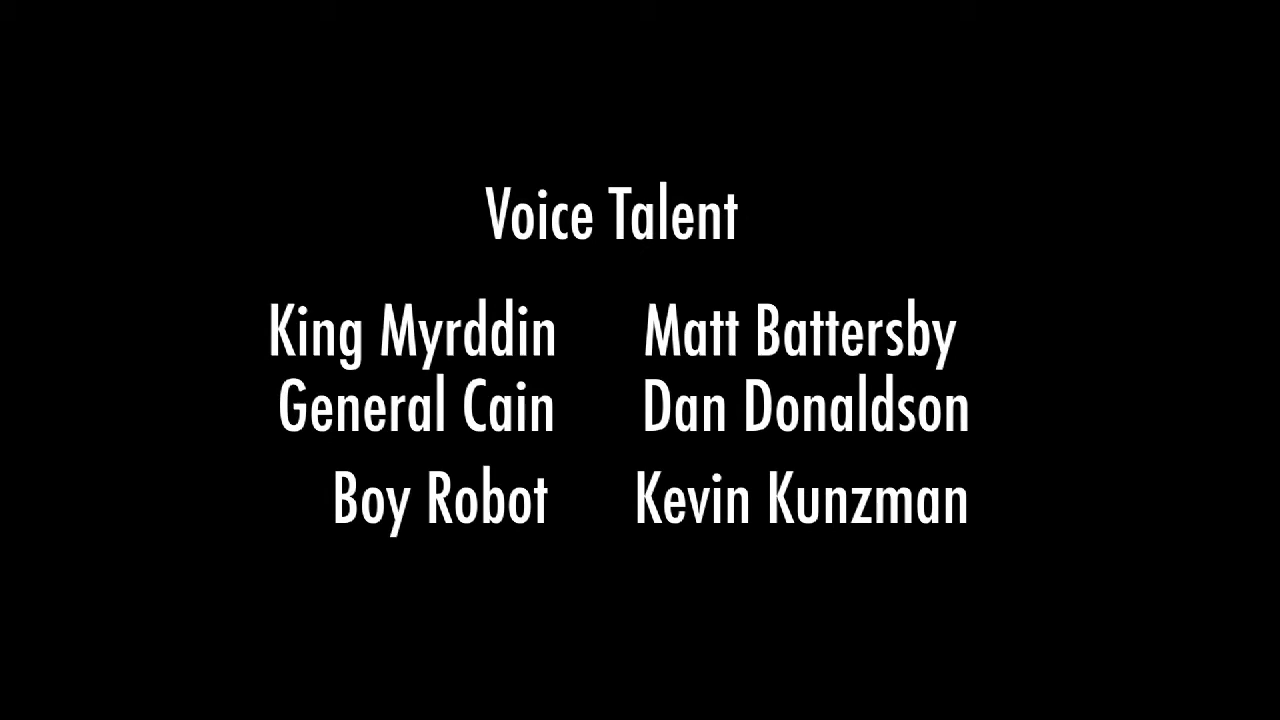 Voice Talent
King Myrddin Matt Battersby
General Cain Dan Donaldson
Boy Robot Kevin Kunzman